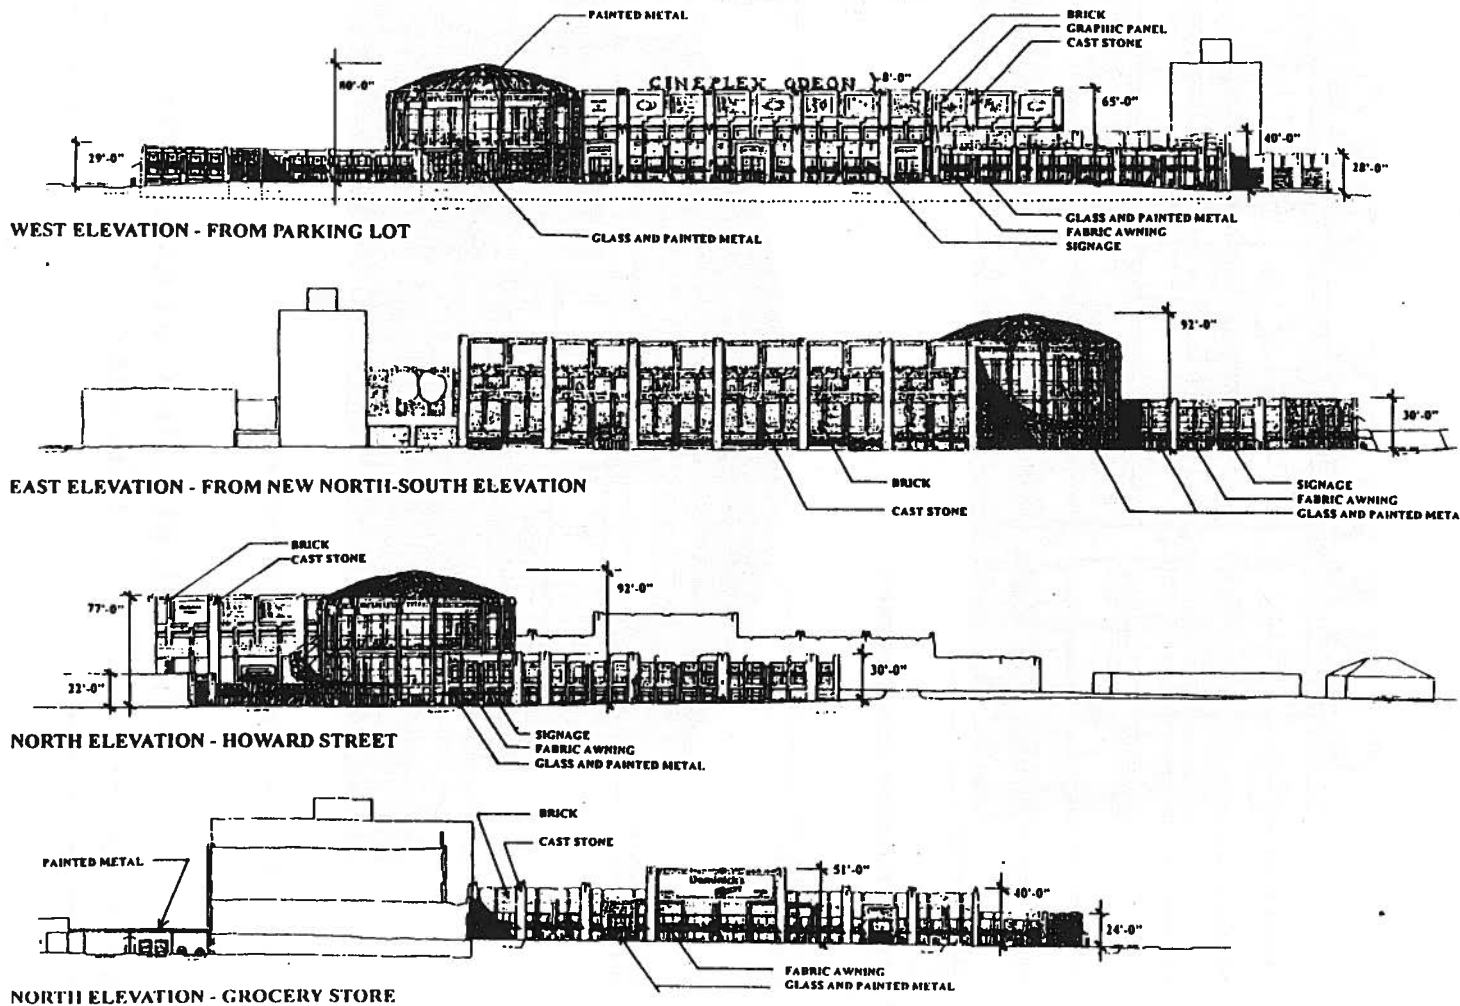 PAINTED METAL
BRICK
GRAPHIC PANEL
CAST STONE
CINEPLEX ODEON
8'-0"
80'-0"
65'-0"
29'-0"
40'-0"
28'-0"
GLASS AND PAINTED METAL
FABRIC AWNING
SIGNAGE
GLASS AND PAINTED METAL
WEST ELEVATION - FROM PARKING LOT
92'-0"
30'-0"
BRICK
CAST STONE
SIGNAGE
FABRIC AWNING
GLASS AND PAINTED META
EAST ELEVATION - FROM NEW NORTH-SOUTH ELEVATION
BRICK
CAST STONE
92'-0"
77'-0"
30'-0"
22'-0"
SIGNAGE
FABRIC AWNING
GLASS AND PAINTED METAL
NORTH ELEVATION - HOWARD STREET
BRICK
CAST STONE
PAINTED METAL
Dominick's
51'-0"
40'-0"
24'-0"
FABRIC AWNING
GLASS AND PAINTED METAL
NORTH ELEVATION - GROCERY STORE